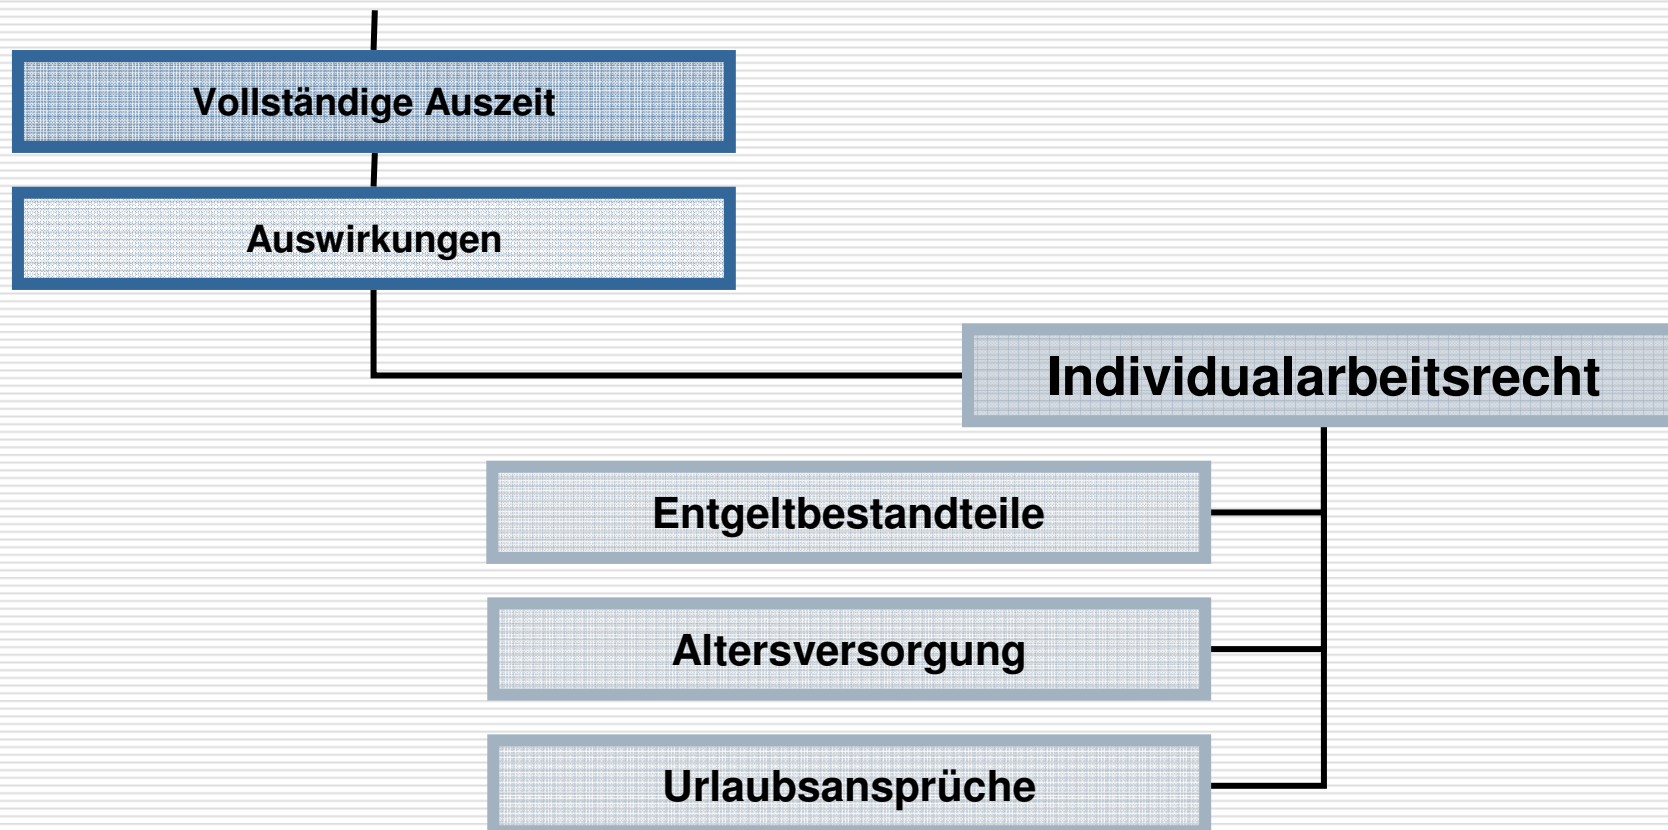 Vollständige Auszeit
Auswirkungen
Individualarbeitsrecht
Entgeltbestandteile
Altersversorgung
Urlaubsansprüche